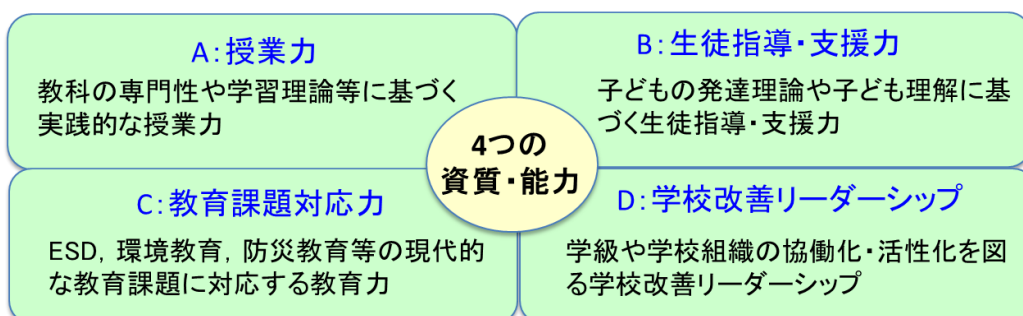 A:授業力
教科の専門性や学習理論等に基づく
実践的な授業力
B:生徒指導・支援力
子どもの発達理論や子ども理解に基
づく生徒指導・支援力
4つの
資質・能力
C:教育課題対応力
ESD, 環境教育, 防災教育等の現代的
な教育課題に対応する教育力
D:学校改善リーダーシップ
学級や学校組織の協働化・活性化を図
る学校改善リーダーシップ